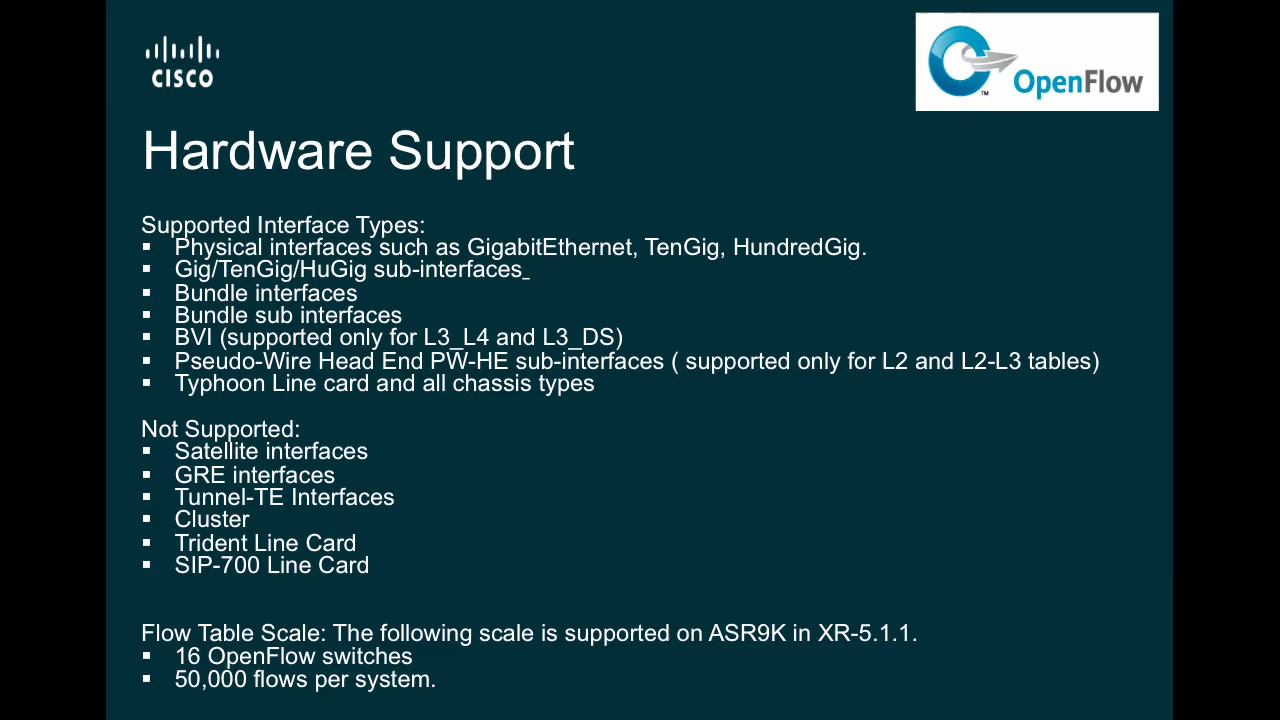 CISCO
OpenFlow
TM
Hardware Support
Supported Interface Types:
▪ Physical interfaces such as GigabitEthernet, TenGig, HundredGig.
▪ Gig/TenGig/HuGig sub-interfaces_
▪ Bundle interfaces
▪ Bundle sub interfaces
▪ BVI (supported only for L3_L4 and L3_DS)
▪ Pseudo-Wire Head End PW-HE sub-interfaces ( supported only for L2 and L2-L3 tables)
▪ Typhoon Line card and all chassis types
Not Supported:
▪ Satellite interfaces
▪ GRE interfaces
▪ Tunnel-TE Interfaces
▪ Cluster
▪ Trident Line Card
▪ SIP-700 Line Card
Flow Table Scale: The following scale is supported on ASR9K in XR-5.1.1.
▪ 16 OpenFlow switches
▪ 50,000 flows per system.